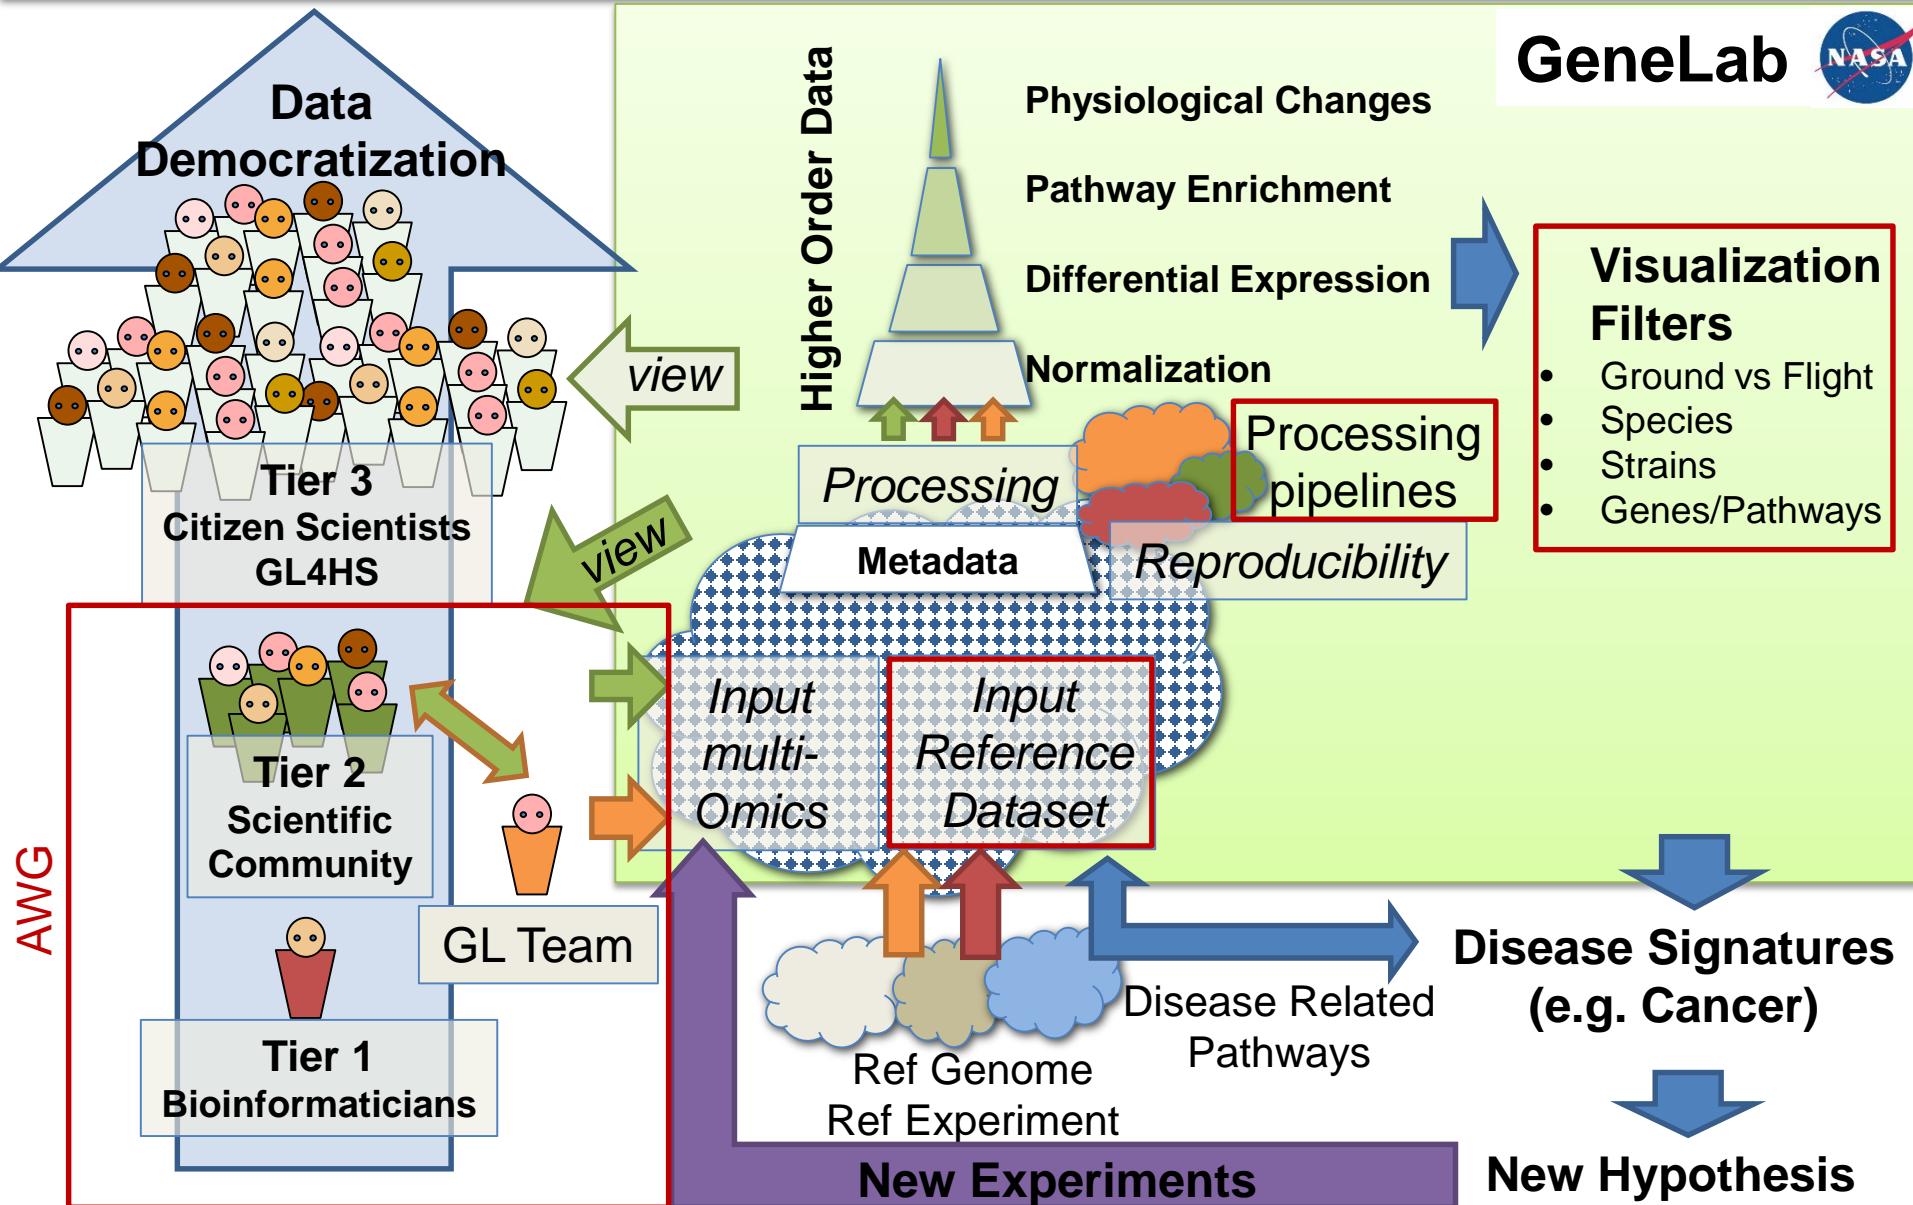 GeneLab
NASA
Data
Democratization
Higher Order Data
Physiological Changes
Pathway Enrichment
Differential Expression
Normalization
Visualization
Filters
• Ground vs Flight
• Species
• Strains
• Genes/Pathways
view
view
Processing
Processing
pipelines
Metadata
Reproducibility
Tier 3
Citizen Scientists
GL4HS
Input
multi-
Omics
Input
Reference
Dataset
Tier 2
Scientific
Community
AWG
GL Team
Tier 1
Bioinformaticians
Disease Related
Pathways
Ref Genome
Ref Experiment
Disease Signatures
(e.g. Cancer)
New Experiments
New Hypothesis